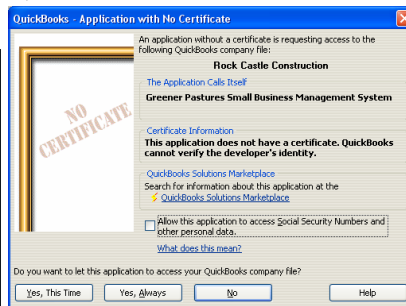 QuickBooks - Application with No Certificate
An application without a certificate is requesting access to the
following QuickBooks company file:
Rock Castle Construction
The Application Calls Itself
Greener Pastures Small Business Management System
NO
CERTIFICATE
Certificate Information
This application does not have a certificate. QuickBooks
cannot verify the developer's identity.
QuickBooks Solutions Marketplace
Search for information about this application at the
QuickBooks Solutions Marketplace
Allow this application to access Social Security Numbers and
other personal data.
What does this mean?
Do you want to let this application to access your QuickBooks company file?
Yes, This Time
Yes, Always
No
Help